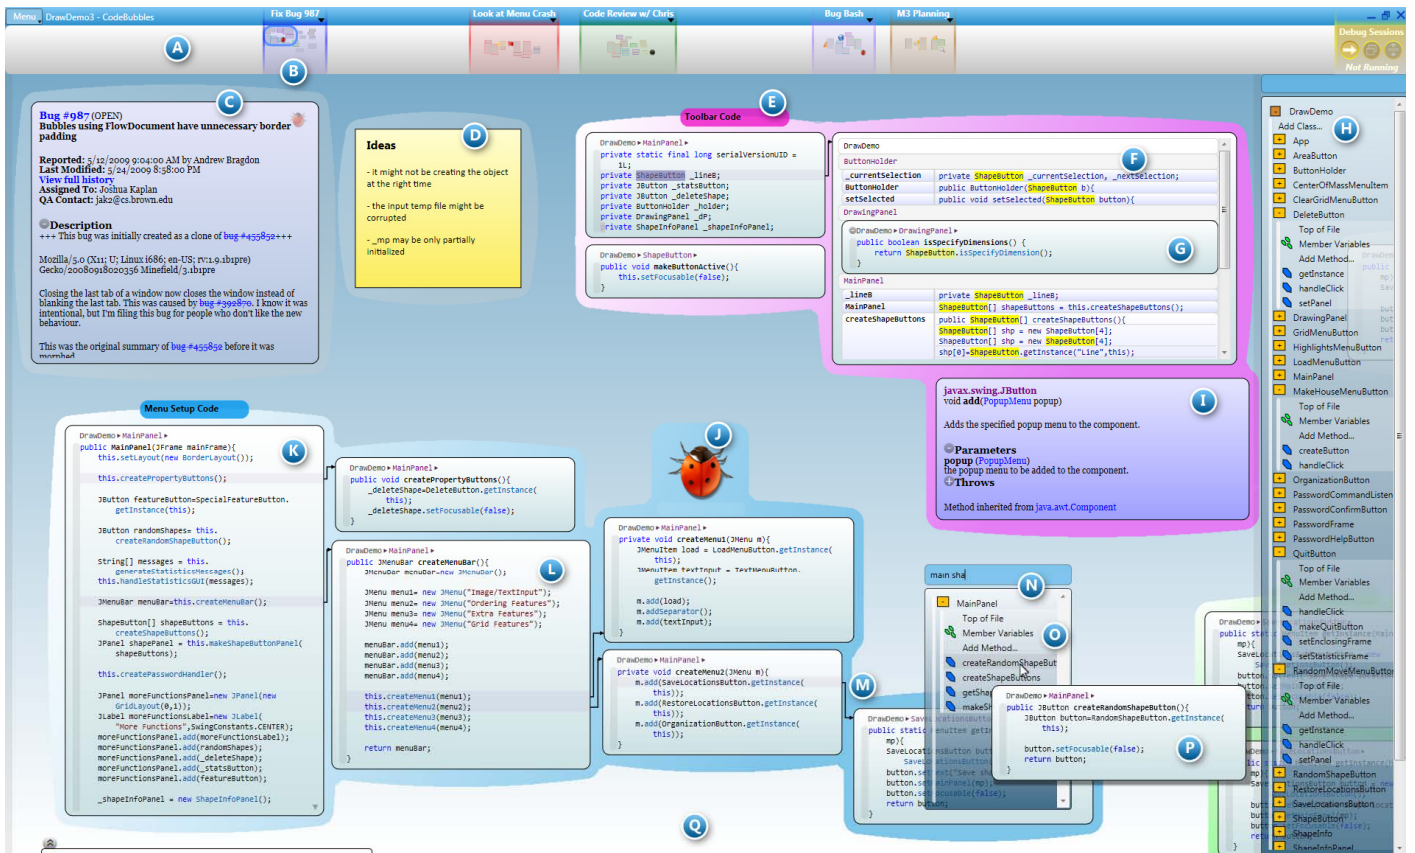 Menu DrawDemo3 - CodeBubbles
Fix Bug 987
Look at Menu Crash
Code Review w/ Chris
Bug Bash
M3 Planning
Debug Sessions
Not Running
A
B
C
Bug #987 (OPEN)
Bubbles using FlowDocument have unnecessary border
padding
Reported: 5/12/2009 9:04:00 AM by Andrew Bragdon
Last Modified: 5/24/2009 8:58:00 PM
View full history
Assigned To: Joshua Kaplan
QA Contact: jak2@cs.brown.edu
Description
+++ This bug was initially created as a clone of bug #455852+++
Mozilla/5.0 (X11; U; Linux i686; en-US; rv:1.9.1b1pre)
Gecko/20080918020356 Minefield/3.1b1pre
Closing the last tab of a window now closes the window instead of
blanking the last tab. This was caused by bug #392870. I know it was
intentional, but I'm filing this bug for people who don't like the new
behaviour.
This was the original summary of bug #455852 before it was
morphed
D
Ideas
- it might not be creating the object
at the right time
- the input temp file might be
corrupted
- _mp may be only partially
initialized
E
Toolbar Code
DrawDemo ▸ MainPanel ▸
private static final long serialVersionUID =
1L;
private ShapeButton _lineB;
private JButton _statsButton;
private JButton _deleteShape;
private ButtonHolder _holder;
private DrawingPanel _dP;
private ShapeInfoPanel _shapeInfoPanel;
DrawDemo ▸ ShapeButton ▸
public void makeButtonActive(){
this.setFocusable(false);
}
F
DrawDemo
ButtonHolder
_currentSelection private ShapeButton _currentSelection, _nextSelection;
ButtonHolder public ButtonHolder(ShapeButton b){
setSelected public void setSelected(ShapeButton button){
DrawingPanel
G
DrawDemo ▸ DrawingPanel ▸
public boolean isSpecifyDimensions() {
return ShapeButton.isSpecifyDimension();
}
MainPanel
_lineB private ShapeButton _lineB;
MainPanel ShapeButton[] shapeButtons = this.createShapeButtons();
createShapeButtons public ShapeButton[] createShapeButtons(){
ShapeButton[] shp = new ShapeButton[4];
ShapeButton[] shp = new ShapeButton[4];
shp[0]=ShapeButton.getInstance("Line",this);
I
javax.swing.JButton
void add(PopupMenu popup)
Adds the specified popup menu to the component.
Parameters
popup (PopupMenu)
the popup menu to be added to the component.
Throws
Method inherited from java.awt.Component
H
DrawDemo
Add Class...
App
AreaButton
ButtonHolder
CenterOfMassMenuItem
ClearGridMenuButton
DeleteButton
Top of File
Member Variables
Add Method...
getInstance
handleClick
setPanel
DrawingPanel
GridMenuButton
HighlightsMenuButton
LoadMenuButton
MainPanel
MakeHouseMenuButton
Top of File
Member Variables
Add Method...
createButton
handleClick
OrganizationButton
PasswordCommandListen
PasswordConfirmButton
PasswordFrame
PasswordHelpButton
QuitButton
Top of File
Member Variables
Add Method...
handleClick
makeQuitButton
setEnclosingFrame
setStatisticsFrame
RandomMoveMenuButton
Top of File
Member Variables
Add Method...
getInstance
handleClick
setPanel
RandomShapeButton
RestoreLocationsButton
SaveLocationsButton
ShapeButton
ShapeInfo
ShapeInfoPanel
Menu Setup Code
K
DrawDemo ▸ MainPanel ▸
public MainPanel(JFrame mainFrame){
this.setLayout(new BorderLayout());
this.createPropertyButtons();
JButton featureButton=SpecialFeatureButton.
getInstance(this);
JButton randomShapes= this.
createRandomShapeButton();
String[] messages = this.
generateStatisticsMessages();
this.handleStatisticsGUI(messages);
JMenuBar menuBar=this.createMenuBar();
ShapeButton[] shapeButtons = this.
createShapeButtons();
JPanel shapePanel = this.makeShapeButtonPanel(
shapeButtons);
this.createPasswordHandler();
JPanel moreFunctionsPanel=new JPanel(new
GridLayout(0,1));
JLabel moreFunctionsLabel=new JLabel(
"More Functions",SwingConstants.CENTER);
moreFunctionsPanel.add(moreFunctionsLabel);
moreFunctionsPanel.add(randomShapes);
moreFunctionsPanel.add(_deleteShape);
moreFunctionsPanel.add(_statsButton);
moreFunctionsPanel.add(featureButton);
_shapeInfoPanel = new ShapeInfoPanel();
DrawDemo ▸ MainPanel ▸
public void createPropertyButtons(){
_deleteShape=DeleteButton.getInstance(
this);
_deleteShape.setFocusable(false);
}
L
DrawDemo ▸ MainPanel ▸
public JMenuBar createMenuBar(){
JMenuBar menuBar=new JMenuBar();
JMenu menu1= new JMenu("Image/TextInput");
JMenu menu2= new JMenu("Ordering Features");
JMenu menu3= new JMenu("Extra Features");
JMenu menu4= new JMenu("Grid Features");
menuBar.add(menu1);
menuBar.add(menu2);
menuBar.add(menu3);
menuBar.add(menu4);
this.createMenu1(menu1);
this.createMenu2(menu2);
this.createMenu3(menu3);
this.createMenu4(menu4);
return menuBar;
}
J
DrawDemo ▸ MainPanel ▸
private void createMenu1(JMenu m){
JMenuItem load = LoadMenuButton.getInstance(
this);
JMenuItem textInput = TextMenuButton.
getInstance();
m.add(load);
m.addSeparator();
m.add(textInput);
}
DrawDemo ▸ MainPanel ▸
private void createMenu2(JMenu m){
m.add(SaveLocationsButton.getInstance(
this));
m.add(RestoreLocationsButton.getInstance(
this));
m.add(OrganizationButton.getInstance(
this));
}
M
N
main sha
O
MainPanel
Top of File
Member Variables
Add Method...
createRandomShapeBut
createShapeButtons
getShap
makeSh
P
DrawDemo ▸ MainPanel ▸
public JButton createRandomShapeButton(){
JButton button=RandomShapeButton.getInstance(
this);
button.setFocusable(false);
return button;
}
Q